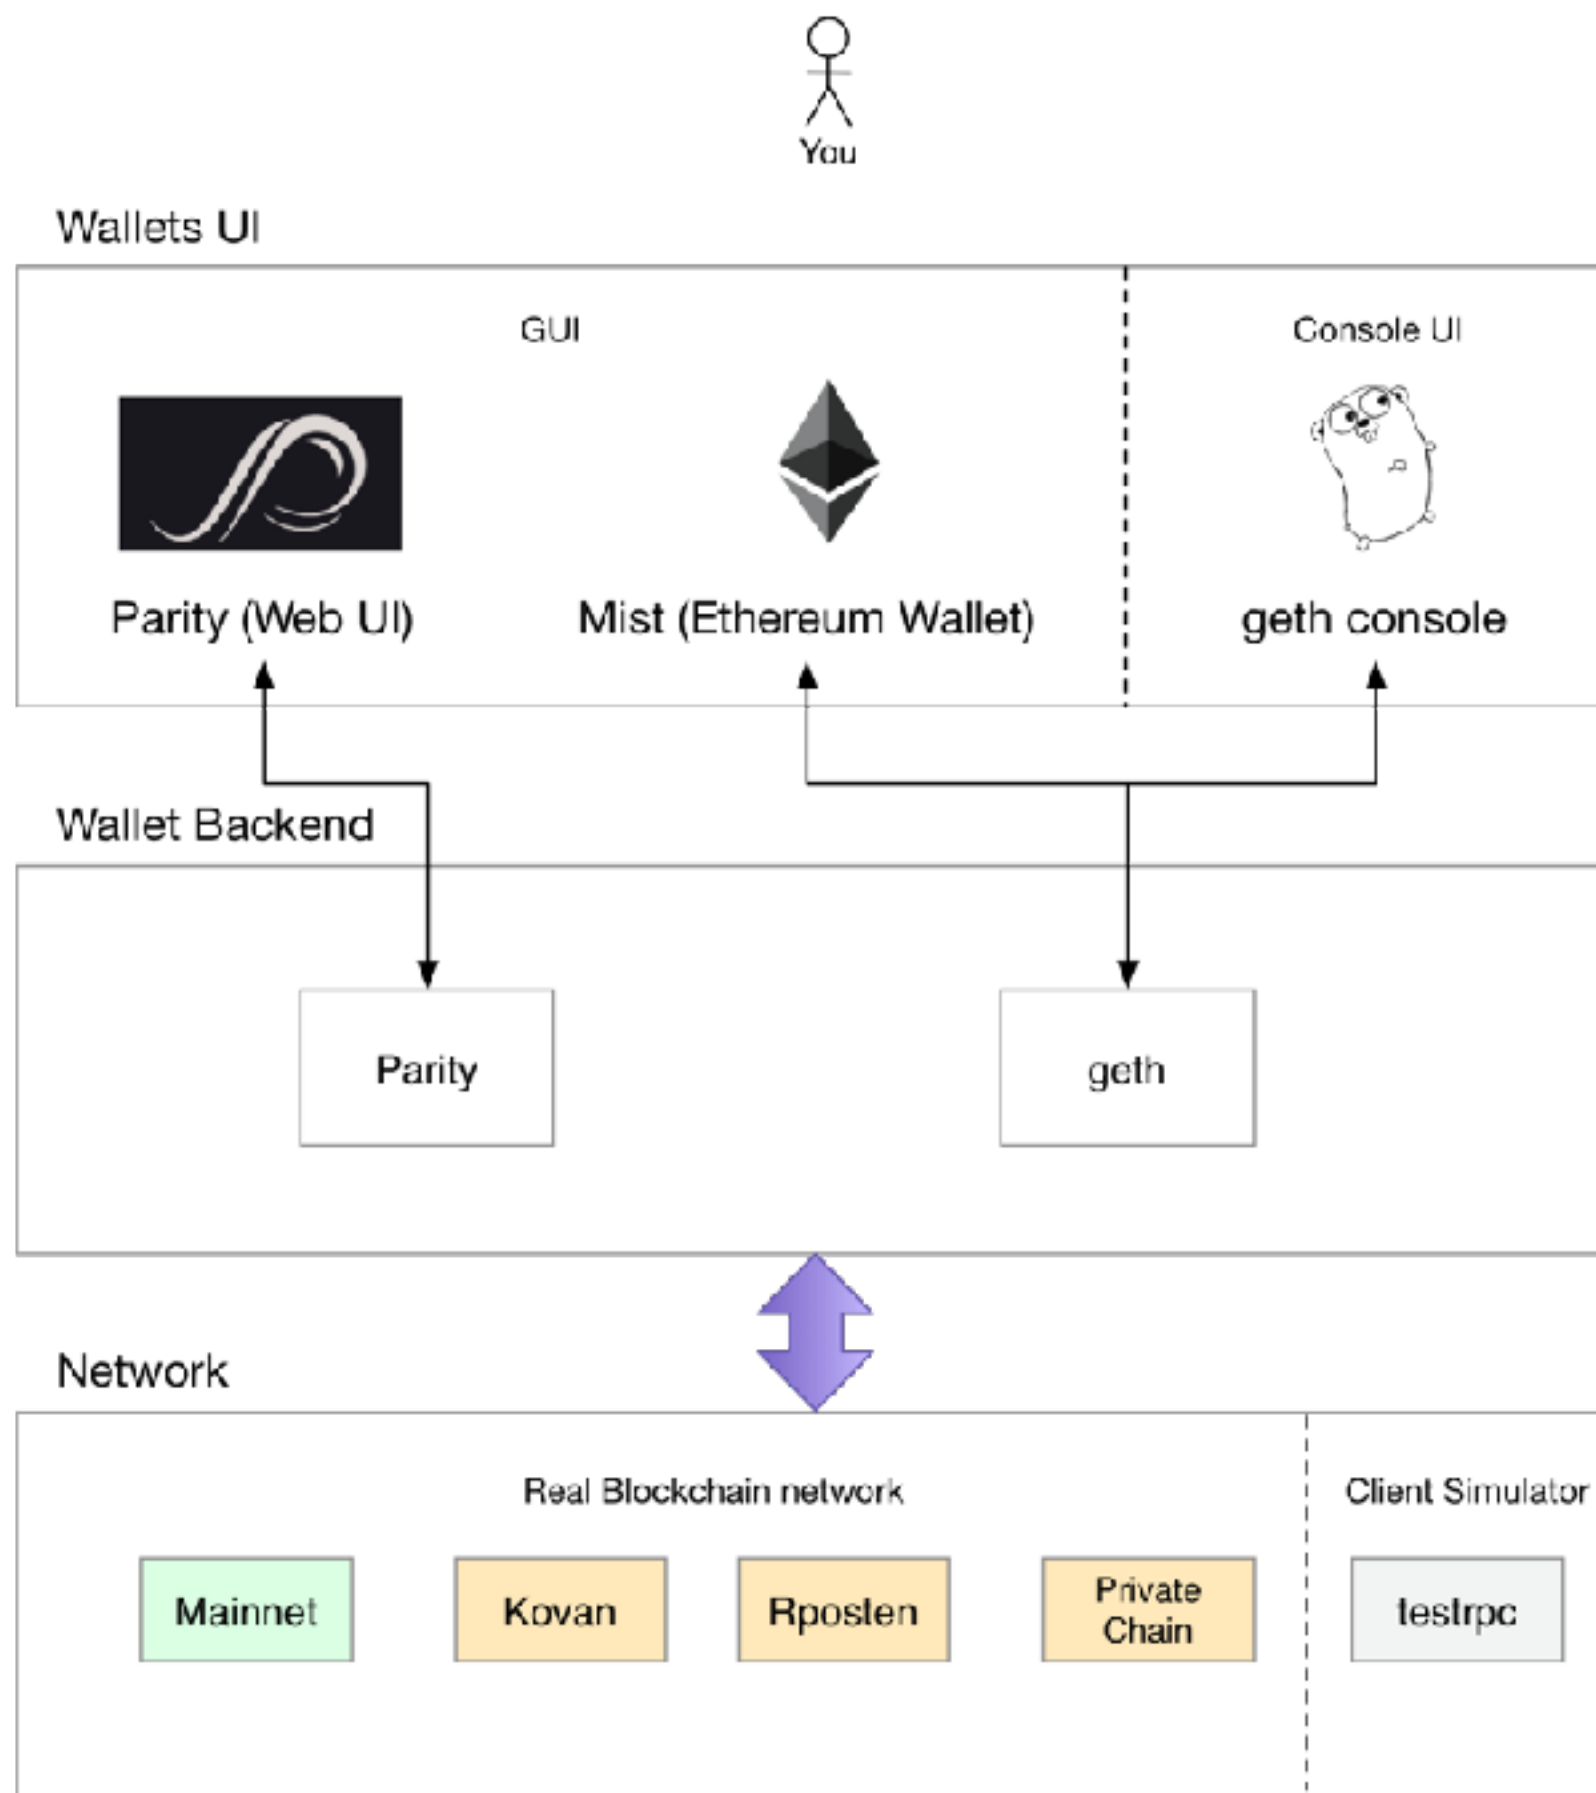 You
Wallets UI
GUI
Console UI
Parity (Web UI)
Mist (Ethereum Wallet)
geth console
Wallet Backend
Parity
geth
Network
Real Blockchain network
Client Simulator
Mainnet
Kovan
Rposten
Private
Chain
testrpc